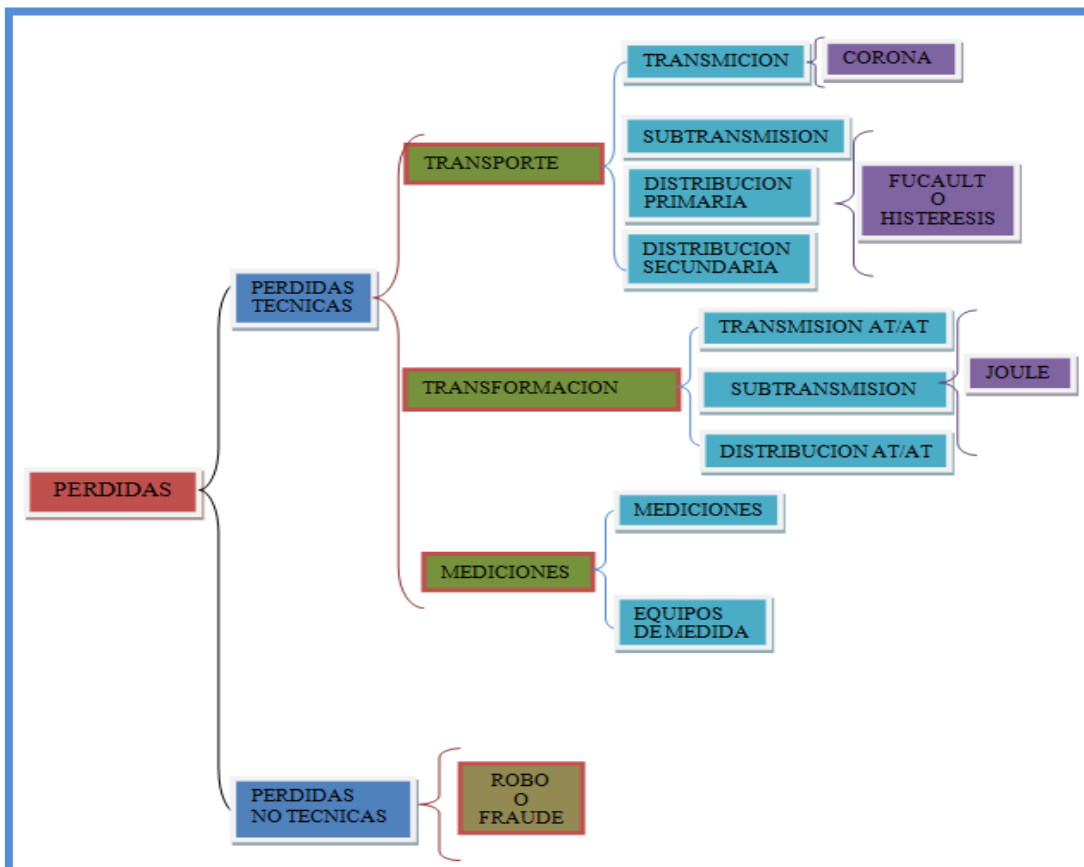 TRANSMICION
CORONA
SUBTRANSMISION
TRANSPORTE
DISTRIBUCION
PRIMARIA
FUCAULT
O
HISTERESIS
DISTRIBUCION
SECUNDARIA
PERDIDAS
TECNICAS
TRANSMISION AT/AT
TRANSFORMACION
SUBTRANSMISIÓN
JOULE
DISTRIBUCION AT/AT
PERDIDAS
MEDICIONES
MEDICIONES
EQUIPOS
DE MEDIDA
PERDIDAS
NO TECNICAS
ROBO
O
FRAUDE